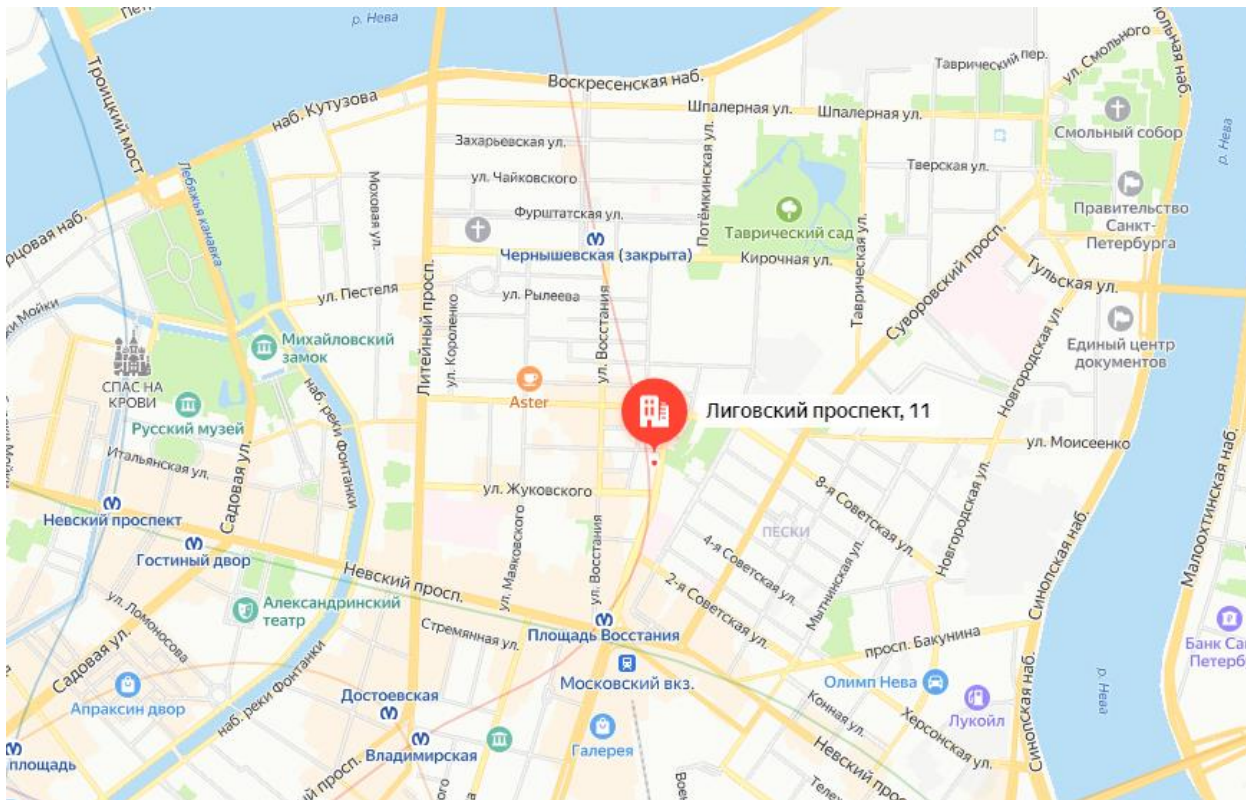 р. Нева
Троицкий мост
наб. Кутузова
Воскресенская наб.
Таврический пер.
ул. Смольного
Шпалерная ул.
Шпалерная ул.
Смольный собор
Захарьевская ул.
Потёмкинская ул.
Тверская ул.
р. Нева
Лебяжья канавка
Моховая ул.
ул. Чайковского
Фурштатская ул.
Таврический сад
Правительство
Санкт-
Петербурга
Чернышевская (закрыта)
Кирочная ул.
Таврическая ул.
Суворовский просп.
Тульская ул.
Литейный просп.
ул. Пестеля
ул. Рылеева
ул. Короленко
ул. Восстания
Новгородская ул.
Единый центр
документов
Михайловский
замок
СПАС НА
КРОВИ
Русский музей
Aster
Лиговский проспект, 11
наб. реки Фонтанки
ул. Моисеенко
Итальянская ул.
Садовая ул.
ул. Жуковского
8-я Советская ул.
Новгородская ул.
Невский проспект
Гостиный двор
ПЕСКИ
4-я Советская ул.
2-я Советская ул.
Мытнинская ул.
Синопская наб.
Малоохтинская наб.
Невский просп.
ул. Маяковского
ул. Восстания
Александринский
театр
ул. Ломоносова
Садовая ул.
Стремянная ул.
Площадь Восстания
просп. Бакунина
Московский вкз.
Олимп Нева
Лукойл
р. Нева
Апраксин двор
наб. реки Фонтанки
Достоевская
Владимирская
Галерея
Конная ул.
Херсонская ул.
Невский просп.
Синопская наб.
площадь